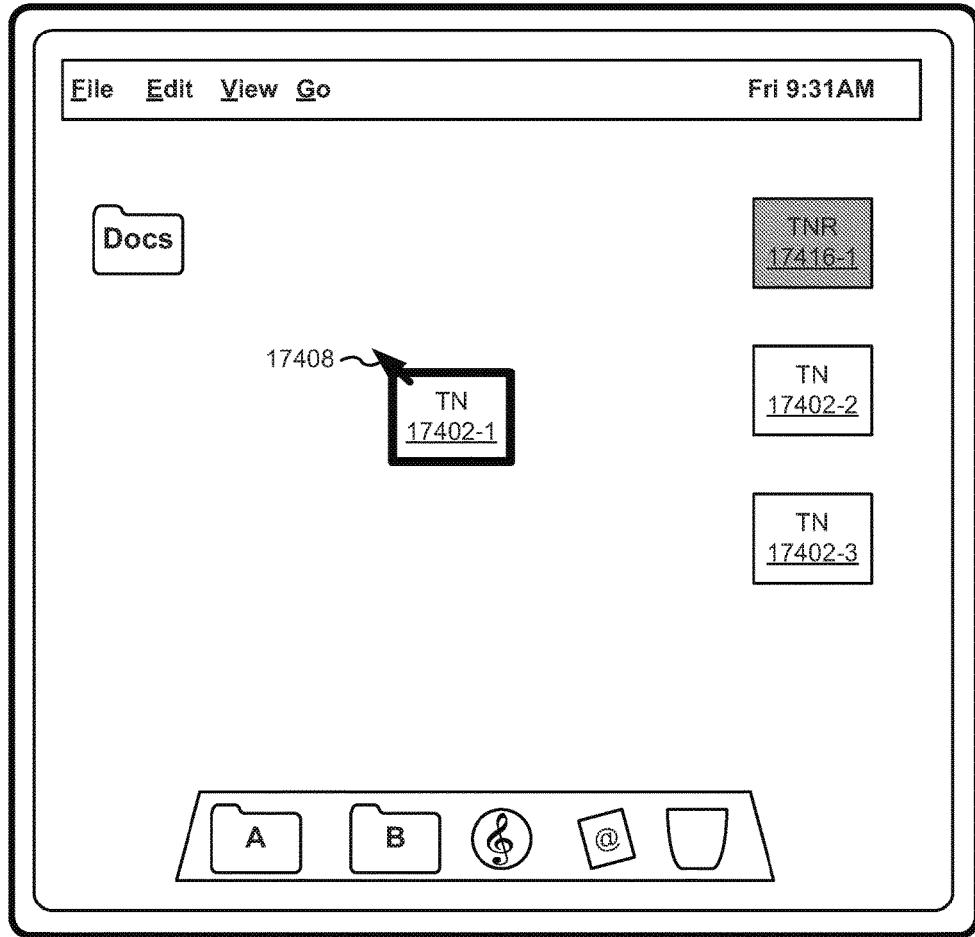 File Edit View Go Fri 9:31AM
Docs
TNR
17416-1
17408
TN
17402-1
TN
17402-2
TN
17402-3
A B @